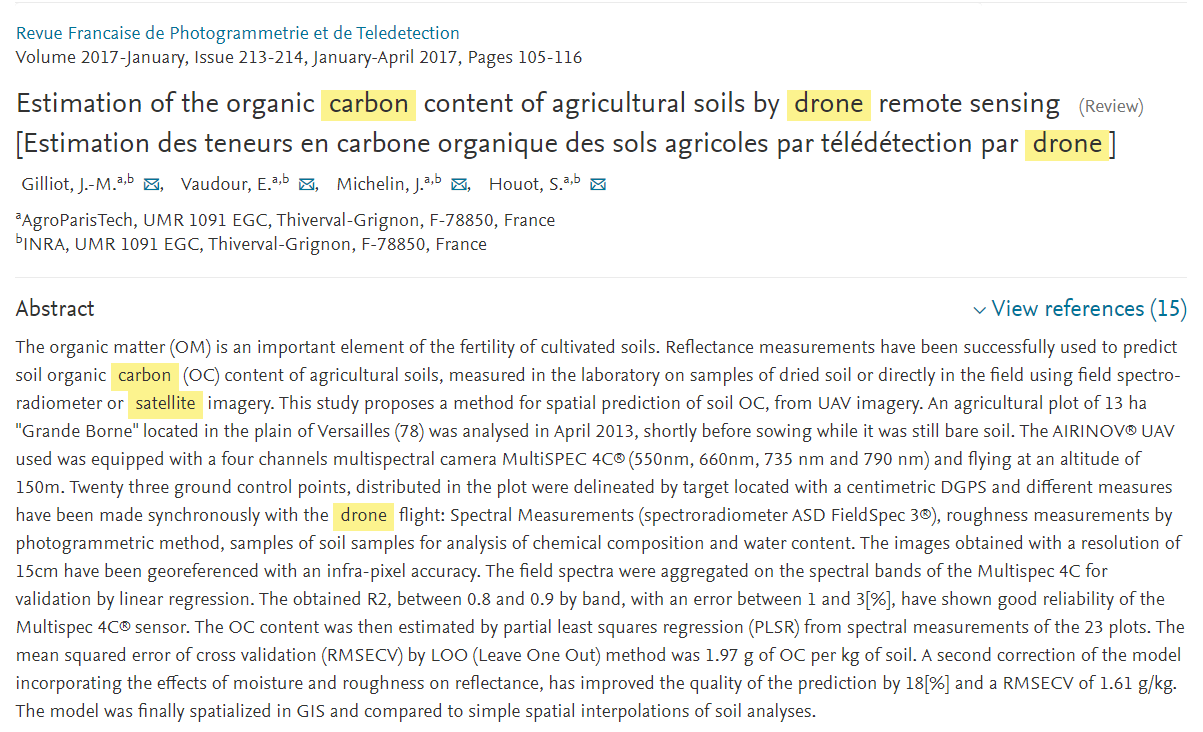 Revue Francaise de Photogrammetrie et de Teledetection
Volume 2017-January, Issue 213-214, January-April 2017, Pages 105-116
Estimation of the organic carbon content of agricultural soils by drone remote sensing (Review)
[Estimation des teneurs en carbone organique des sols agricoles par télédétection par drone]
Gilliot, J.-M.a,b, Vaudour, E.a,b, Michelin, J.a,b, Houot, S.a,b
aAgroParisTech, UMR 1091 EGC, Thiverval-Grignon, F-78850, France
bINRA, UMR 1091 EGC, Thiverval-Grignon, F-78850, France
Abstract
View references (15)
The organic matter (OM) is an important element of the fertility of cultivated soils. Reflectance measurements have been successfully used to predict
soil organic carbon (OC) content of agricultural soils, measured in the laboratory on samples of dried soil or directly in the field using field spectro-
radiometer or satellite imagery. This study proposes a method for spatial prediction of soil OC, from UAV imagery. An agricultural plot of 13 ha
"Grande Borne" located in the plain of Versailles (78) was analysed in April 2013, shortly before sowing while it was still bare soil. The AIRINOV® UAV
used was equipped with a four channels multispectral camera MultiSPEC 4C® (550nm, 660nm, 735 nm and 790 nm) and flying at an altitude of
150m. Twenty three ground control points, distributed in the plot were delineated by target located with a centimetric DGPS and different measures
have been made synchronously with the drone flight: Spectral Measurements (spectroradiometer ASD FieldSpec 3®), roughness measurements by
photogrammetric method, samples of soil samples for analysis of chemical composition and water content. The images obtained with a resolution of
15cm have been georeferenced with an infra-pixel accuracy. The field spectra were aggregated on the spectral bands of the Multispec 4C for
validation by linear regression. The obtained R2, between 0.8 and 0.9 by band, with an error between 1 and 3[%], have shown good reliability of the
Multispec 4C® sensor. The OC content was then estimated by partial least squares regression (PLSR) from spectral measurements of the 23 plots. The
mean squared error of cross validation (RMSECV) by LOO (Leave One Out) method was 1.97 g of OC per kg of soil. A second correction of the model
incorporating the effects of moisture and roughness on reflectance, has improved the quality of the prediction by 18[%] and a RMSECV of 1.61 g/kg.
The model was finally spatialized in GIS and compared to simple spatial interpolations of soil analyses.